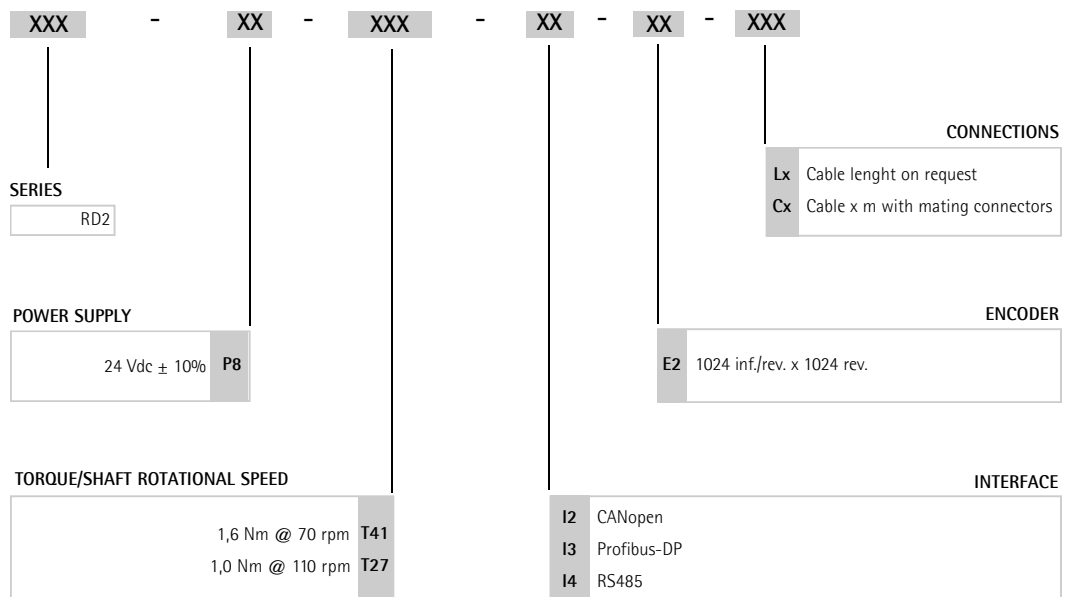 XXX - XX - XXX - XX - XX - XXX
CONNECTIONS
Lx Cable lenght on request
Cx Cable x m with mating connectors
SERIES
RD2
POWER SUPPLY
24 Vdc ± 10% P8
ENCODER
E2 1024 inf./rev. x 1024 rev.
TORQUE/SHAFT ROTATIONAL SPEED
1,6 Nm @ 70 rpm T41
1,0 Nm @ 110 rpm T27
INTERFACE
I2 CANopen
I3 Profibus-DP
I4 RS485